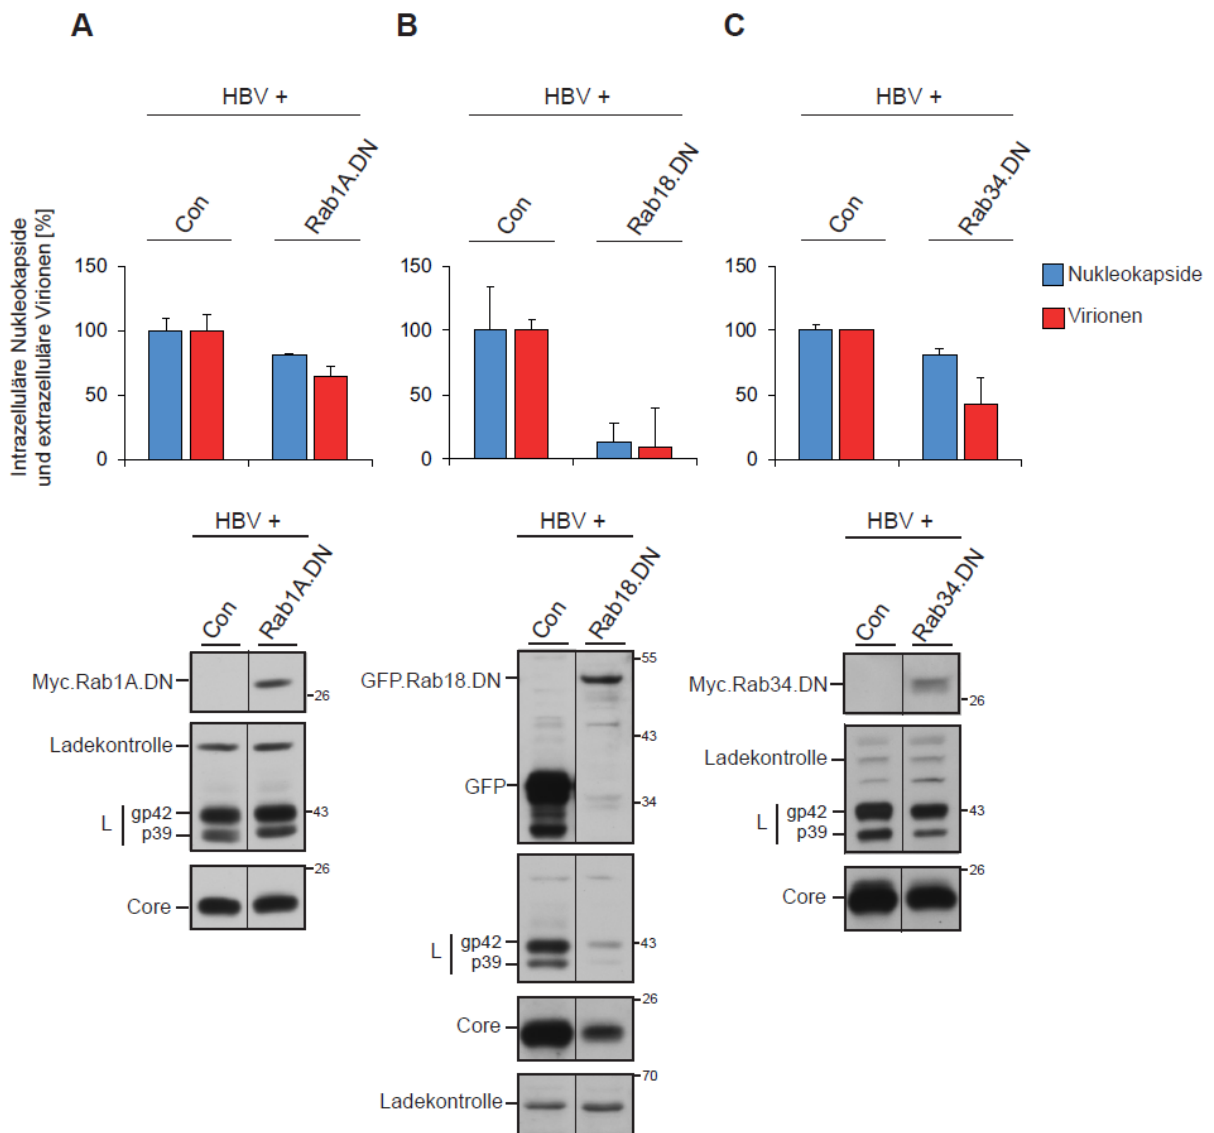 A
B
C
HBV +
HBV +
HBV +
Con
Rab1A.DN
Con
Rab18.DN
Con
Rab34.DN
Intrazelluläre Nukleokapside
und extrazelluläre Virionen [%]
150
100
50
0
150
100
50
0
150
100
50
0
Nukleokapside
Virionen
HBV +
Con
Rab1A.DN
Myc.Rab1A.DN
26
Ladekontrolle
L
gp42
p39
43
26
Core
HBV +
Con
Rab18.DN
55
GFP.Rab18.DN
43
GFP
34
L
gp42
p39
43
26
Core
70
Ladekontrolle
HBV +
Con
Rab34.DN
Myc.Rab34.DN
26
Ladekontrolle
L
gp42
p39
43
26
Core